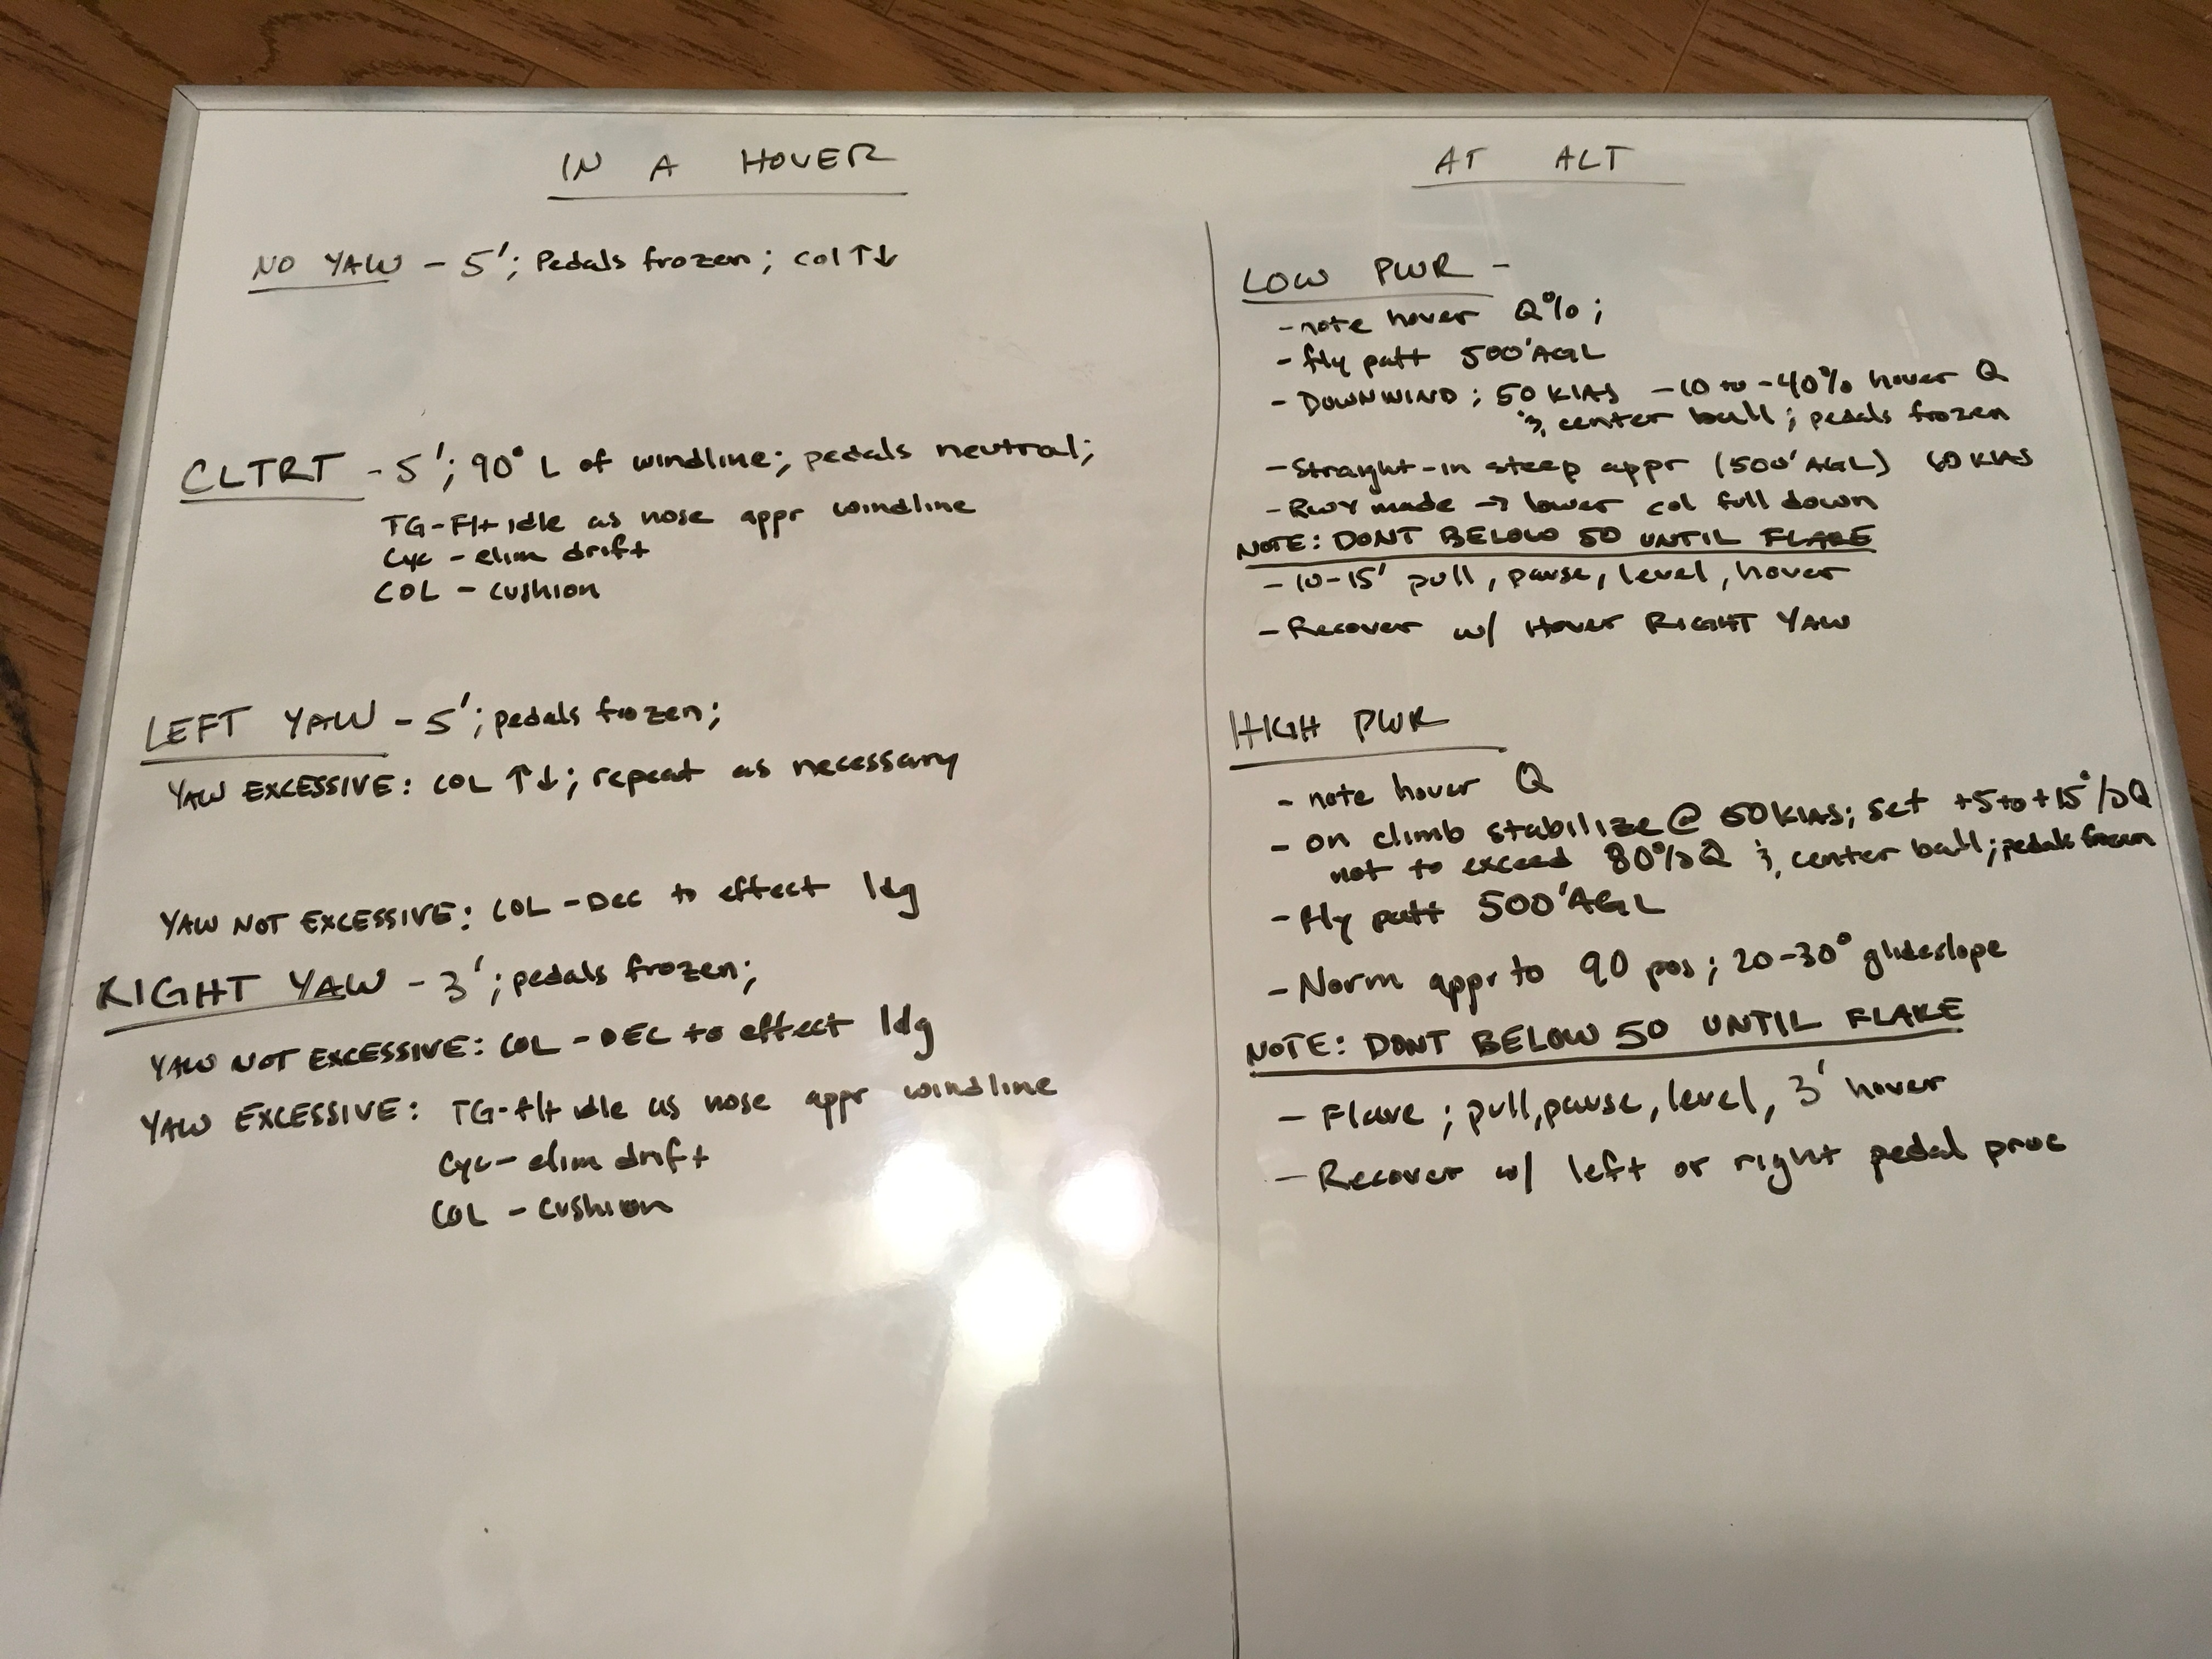 IN A HOVER
NO YAW - 5'; Pedals frozen; col ↑↓
CLTRT - 5'; 90° L of windline; pedals neutral;
TG-Flt idle as nose appr windline
Cyc - elim drift
COL - cushion
LEFT YAW - 5'; pedals frozen;
YAW EXCESSIVE: COL ↑↓; repeat as necessary
YAW NOT EXCESSIVE: COL - Dec to effect ldg
RIGHT YAW - 3'; pedals frozen;
YAW NOT EXCESSIVE: COL - DEC to effect ldg
YAW EXCESSIVE: TG-flt idle as nose appr windline
Cyc - elim drift
COL - cushion
AT ALT
LOW PWR -
- note hover Q%;
- fly patt 500'AGL
- DOWNWIND; 50 KIAS -10 to -40% hover Q
& center ball; pedals frozen
- Straight-in steep appr (500'AGL) 60 KIAS
- RWY made → lower col full down
NOTE: DONT BELOW 50 UNTIL FLARE
- 10-15' pull, pause, level, hover
- Recover w/ Hover RIGHT YAW
HIGH PWR
- note hover Q
- on climb stabilize @ 50 KIAS; set +5 to +15%Q
not to exceed 80%Q & center ball; pedals frozen
- fly patt 500'AGL
- Norm appr to 90 pos; 20-30° glideslope
NOTE: DONT BELOW 50 UNTIL FLARE
- Flare; pull, pause, level, 3' hover
- Recover w/ left or right pedal proc